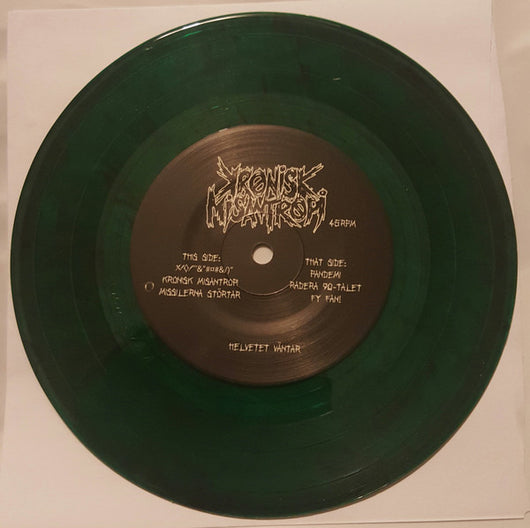 KRONISK
MISANTROPI
45RPM
THIS SIDE:
KRONISK MISANTROPI
MISSILERNA STÖRTAR
THAT SIDE:
PANDEMI
RADERA 90-TALET
FY FAN!
HELVETET VÄNTAR